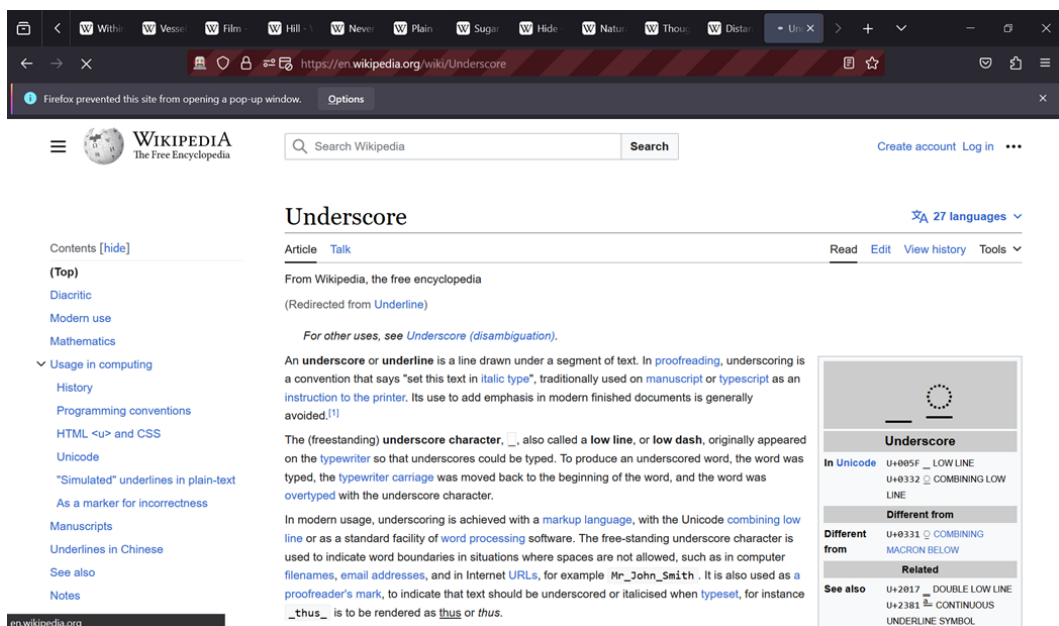 Within
Vessel
Film -
Hill - \
Never
Plain -
Sugar
Hide -
Natur
Thoug
Distan
Un
https://en.wikipedia.org/wiki/Underscore
Firefox prevented this site from opening a pop-up window. Options
WIKIPEDIA
The Free Encyclopedia
Search Wikipedia
Search
Create account Log in
Underscore
27 languages
Contents [hide]
(Top)
Diacritic
Modern use
Mathematics
Usage in computing
History
Programming conventions
HTML <u> and CSS
Unicode
"Simulated" underlines in plain-text
As a marker for incorrectness
Manuscripts
Underlines in Chinese
See also
Notes
en.wikipedia.org
Article Talk
Read Edit View history Tools
From Wikipedia, the free encyclopedia
(Redirected from Underline)
For other uses, see Underscore (disambiguation).
An underscore or underline is a line drawn under a segment of text. In proofreading, underscoring is
a convention that says "set this text in italic type", traditionally used on manuscript or typescript as an
instruction to the printer. Its use to add emphasis in modern finished documents is generally
avoided.[1]
The (freestanding) underscore character, _, also called a low line, or low dash, originally appeared
on the typewriter so that underscores could be typed. To produce an underscored word, the word was
typed, the typewriter carriage was moved back to the beginning of the word, and the word was
overtyped with the underscore character.
In modern usage, underscoring is achieved with a markup language, with the Unicode combining low
line or as a standard facility of word processing software. The free-standing underscore character is
used to indicate word boundaries in situations where spaces are not allowed, such as in computer
filenames, email addresses, and in Internet URLs, for example Mr_John_Smith . It is also used as a
proofreader's mark, to indicate that text should be underscored or italicised when typeset, for instance
_thus_ is to be rendered as thus or thus.
_ ◌̲
Underscore
In Unicode U+005F _ LOW LINE
U+0332 ◌̲ COMBINING LOW
LINE
Different from
Different from U+0331 ◌̱ COMBINING
MACRON BELOW
Related
See also U+2017 ‗ DOUBLE LOW LINE
U+2381 ⎁ CONTINUOUS
UNDERLINE SYMBOL